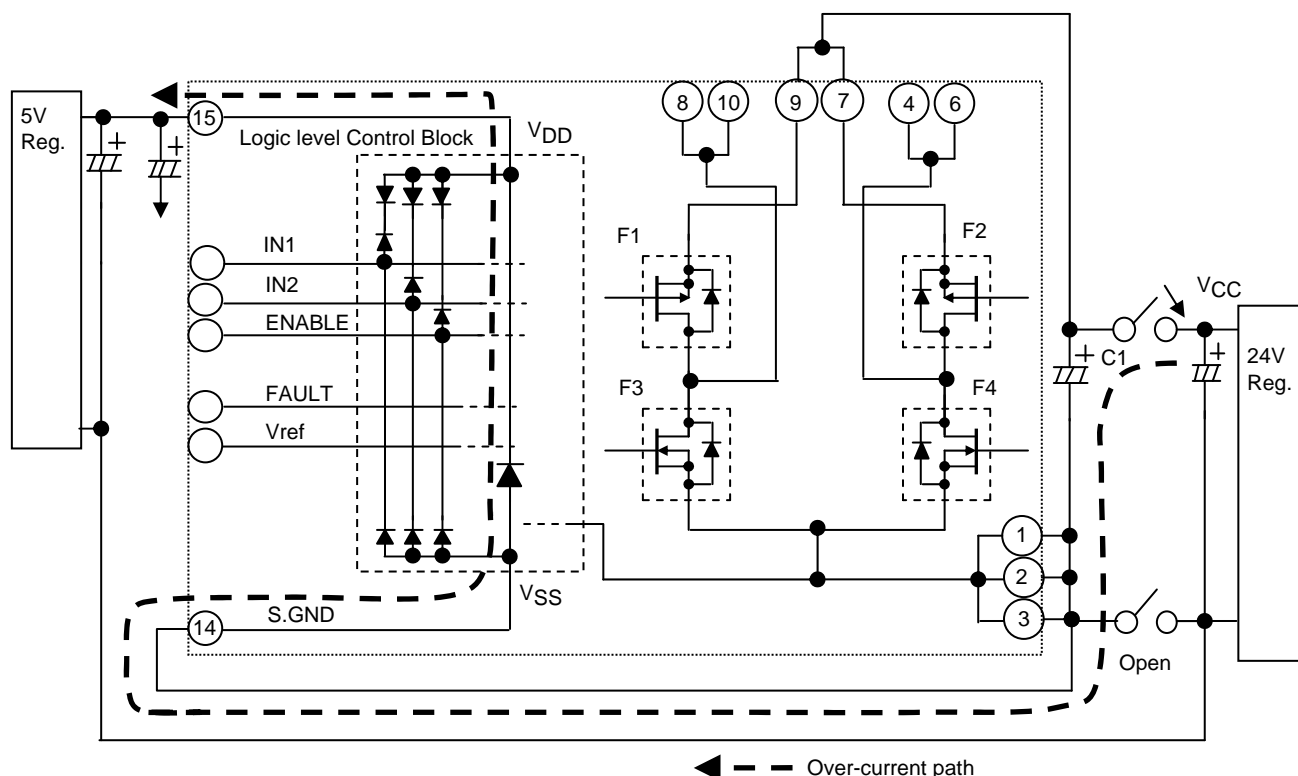 8
10
9
7
4
6
5V
Reg.
+
+
15
Logic level Control Block
VDD
IN1
IN2
ENABLE
FAULT
Vref
F1
F2
F3
F4
VCC
C1
+
+
24V
Reg.
1
2
3
VSS
S.GND
14
Open
Over-current path